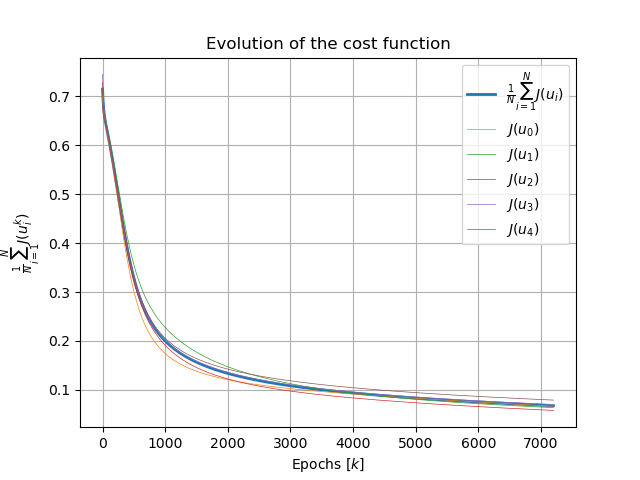 Evolution of the cost function
0.7
0.6
0.5
0.4
0.3
0.2
0.1
0 1000 2000 3000 4000 5000 6000 7000
Epochs [k]
1/N ∑_{i=1}^{N} J(u_i^k)
1/N ∑_{i=1}^{N} J(u_i)
J(u_0)
J(u_1)
J(u_2)
J(u_3)
J(u_4)